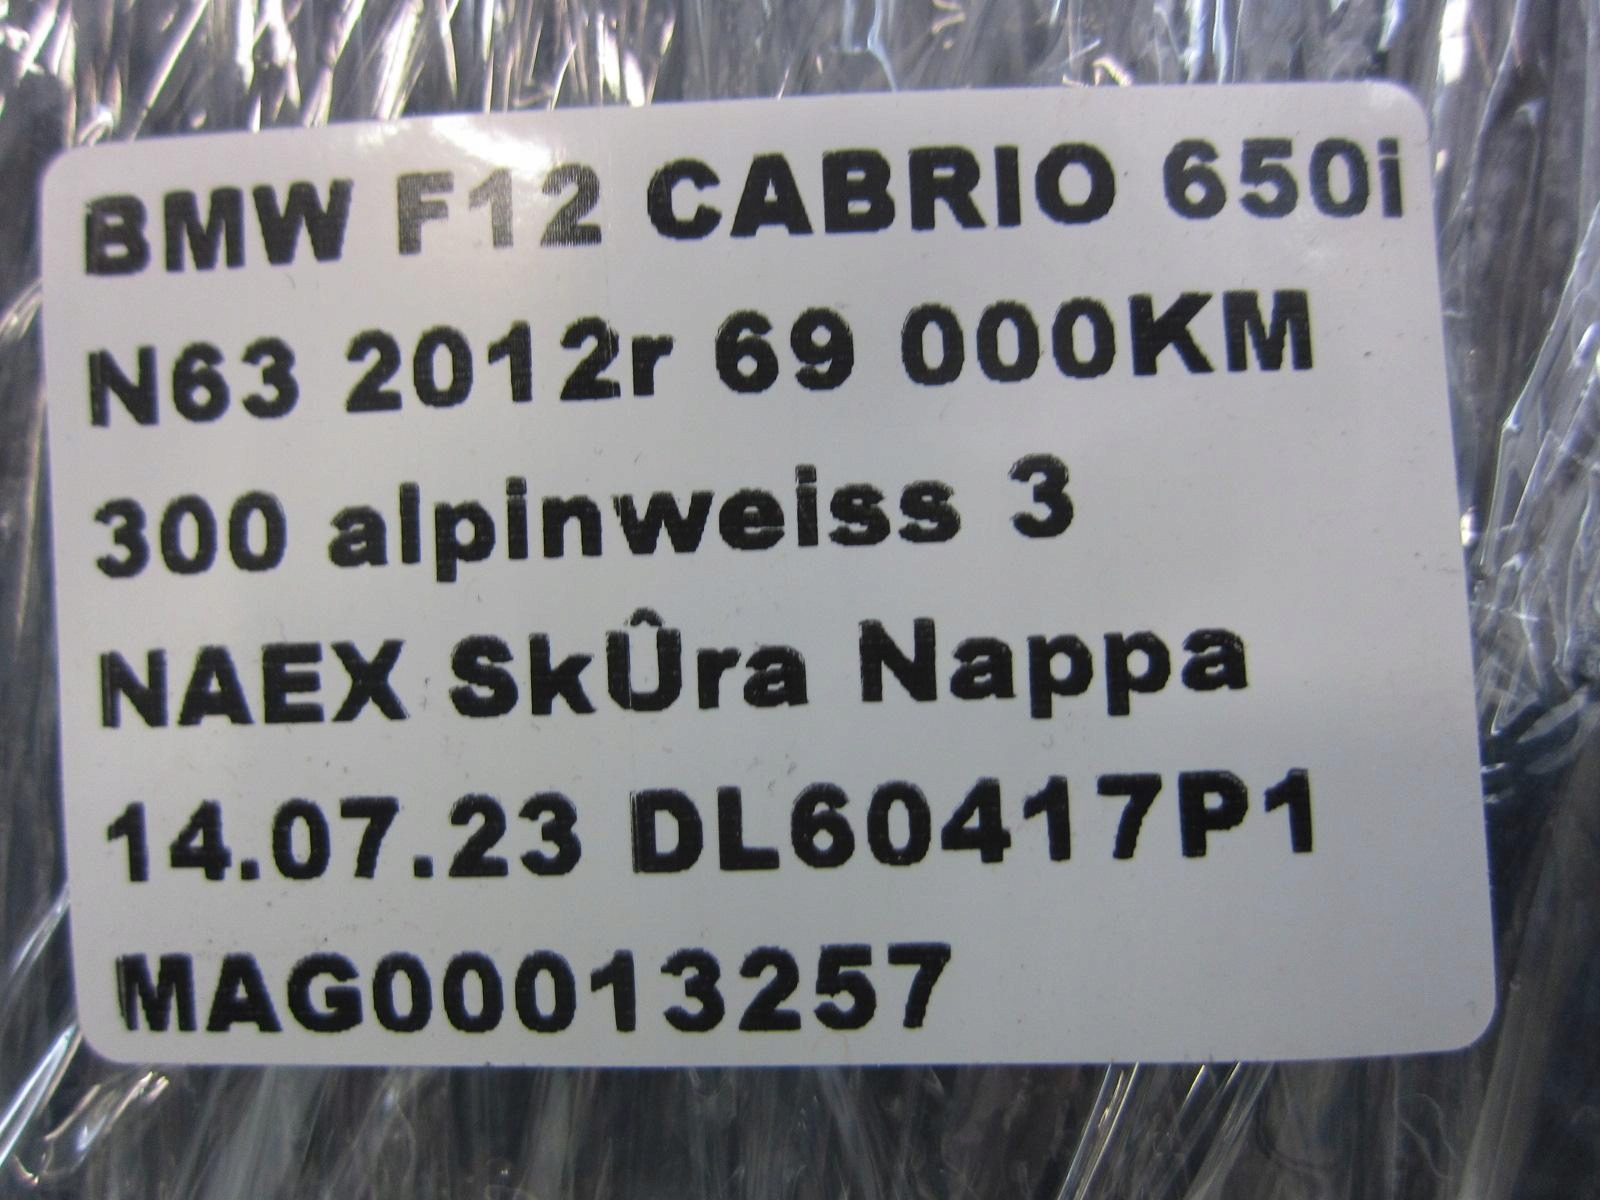 BMW F12 CABRIO 650i
N63 2012r 69 000KM
300 alpinweiss 3
NAEX SkÛra Nappa
14.07.23 DL60417P1
MAG00013257